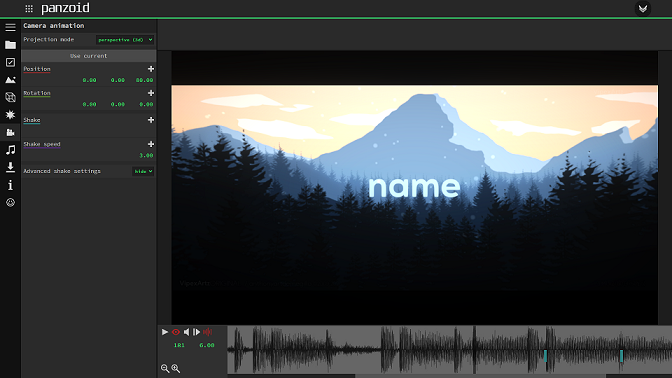 panzoid
Camera animation
Projection mode perspective (3d)
Use current
Position
0.00 0.00 80.00
Rotation
0.00 0.00 0.00
Shake
Shake speed
3.00
Advanced shake settings hide
name
181 6.00